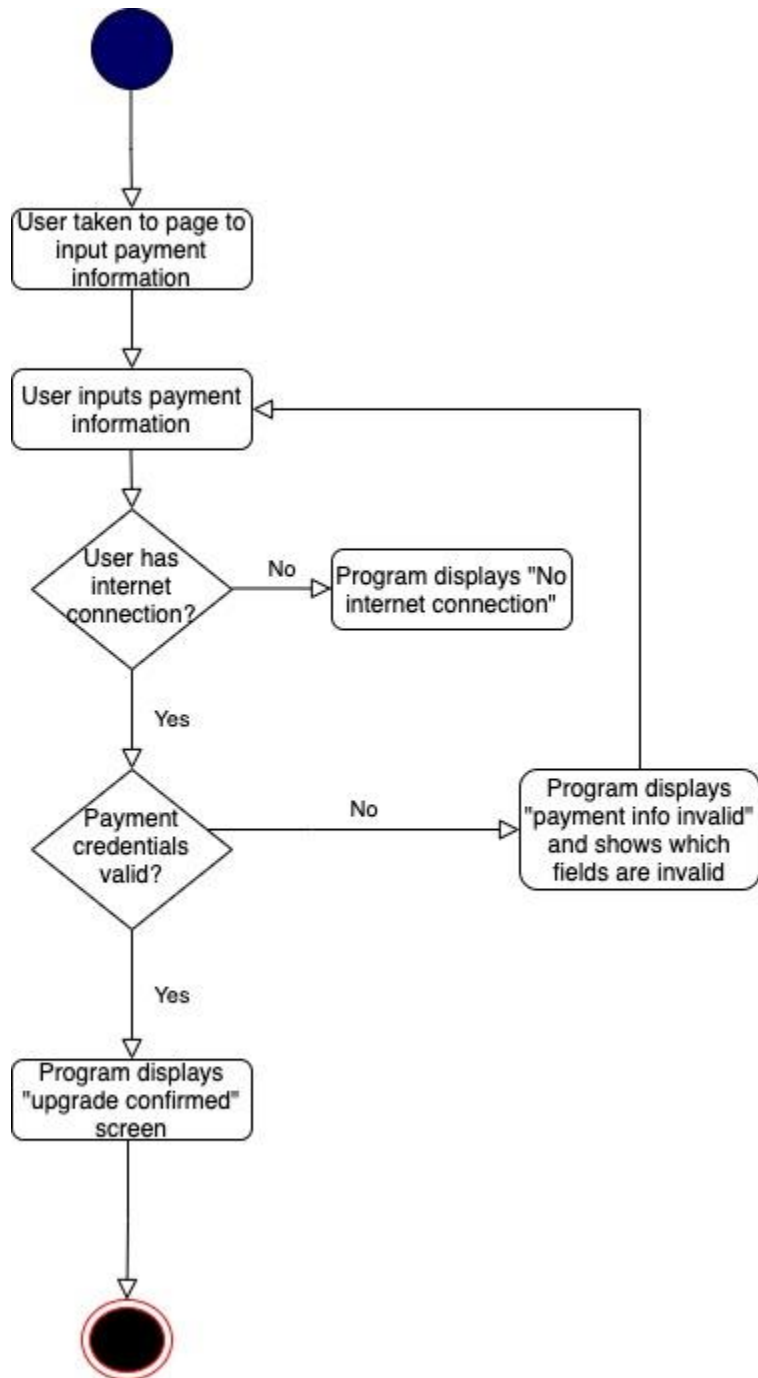 User taken to page to
input payment
information
User inputs payment
information
User has
internet
connection?
No
Program displays "No
internet connection"
Yes
Payment
credentials
valid?
No
Program displays
"payment info invalid"
and shows which
fields are invalid
Yes
Program displays
"upgrade confirmed"
screen